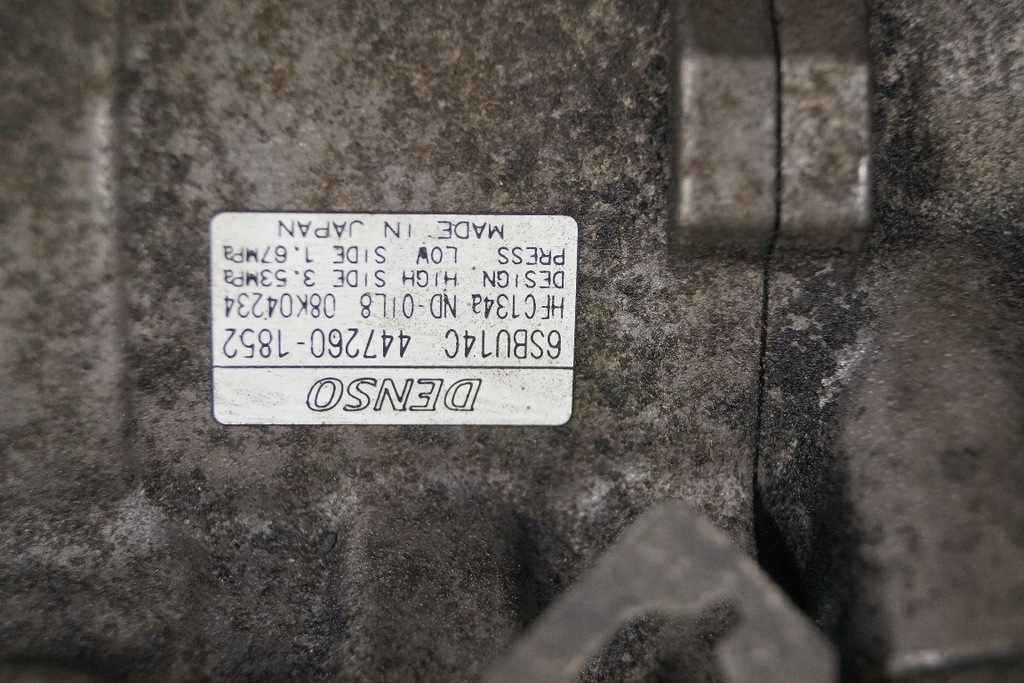 DENSO
6SBU14C 447260-1852
HFC134a ND-OIL8 08K04234
DESIGN HIGH SIDE 3.53MPa
PRESS LOW SIDE 1.67MPa
MADE IN JAPAN